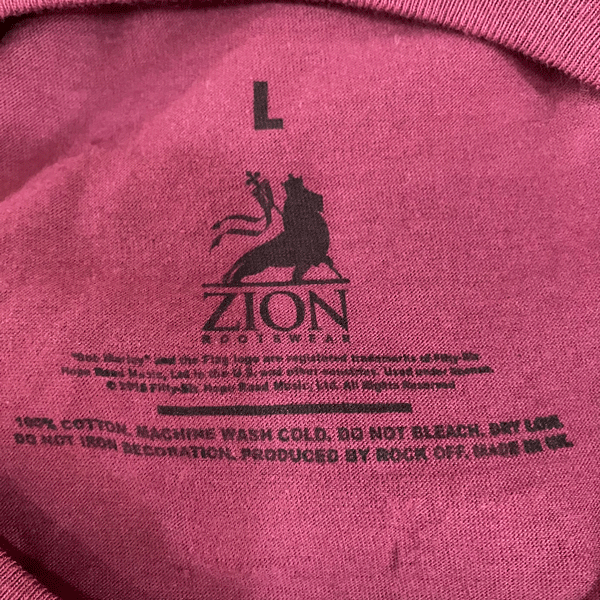 L
ZION
ROOTSWEAR
"Bob Marley" and the Flag logo are registered trademarks of Fifty-Six
Hope Road Music, Ltd in the U.S. and other countries. Used under license.
Fifty-Six Hope Road Music, Ltd. All Rights Reserved
100% COTTON. MACHINE WASH COLD. DO NOT BLEACH. DRY LOW.
DO NOT IRON DECORATION. PRODUCED BY ROCK OFF. MADE IN UK.